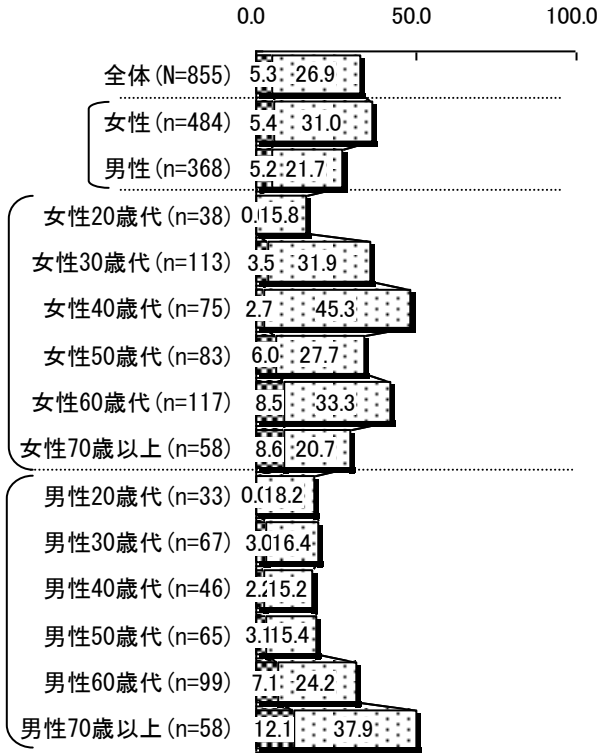 0.0 50.0 100.0
全体(N=855) 5.3 26.9
女性(n=484) 5.4 31.0
男性(n=368) 5.2 21.7
女性20歳代(n=38) 0.0 15.8
女性30歳代(n=113) 3.5 31.9
女性40歳代(n=75) 2.7 45.3
女性50歳代(n=83) 6.0 27.7
女性60歳代(n=117) 8.5 33.3
女性70歳以上(n=58) 8.6 20.7
男性20歳代(n=33) 0.0 18.2
男性30歳代(n=67) 3.0 16.4
男性40歳代(n=46) 2.2 15.2
男性50歳代(n=65) 3.1 15.4
男性60歳代(n=99) 7.1 24.2
男性70歳以上(n=58) 12.1 37.9